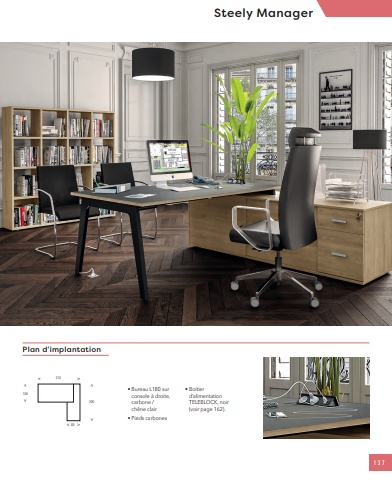 Steely Manager
Plan d'implantation
• Bureau L180 sur
console à droite,
carbone /
chêne clair
• Pieds carbones
• Boitier
d'alimentation
TELEBLOCK, noir
(voir page 162).
137